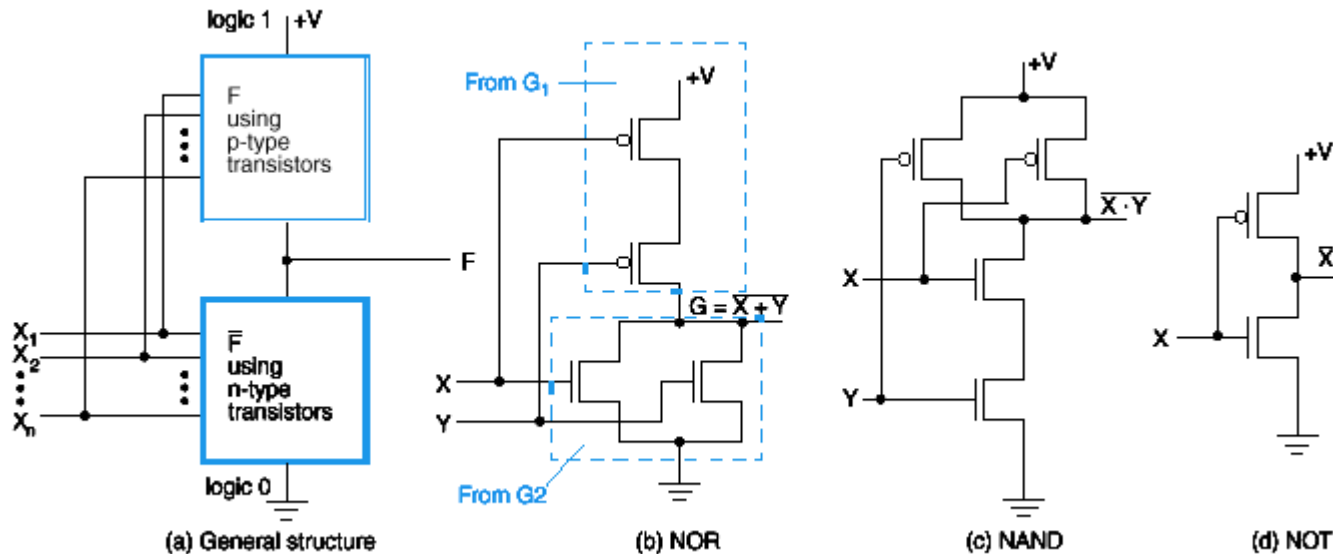 logic 1
+V
F
using
p-type
transistors
F
X1
X2
Xn
F̅
using
n-type
transistors
logic 0
(a) General structure
From G1
+V
G = X̅ ̅+̅ ̅Y̅
X
Y
From G2
(b) NOR
+V
X̅ ̅·̅ ̅Y̅
X
Y
(c) NAND
+V
X̅
X
(d) NOT